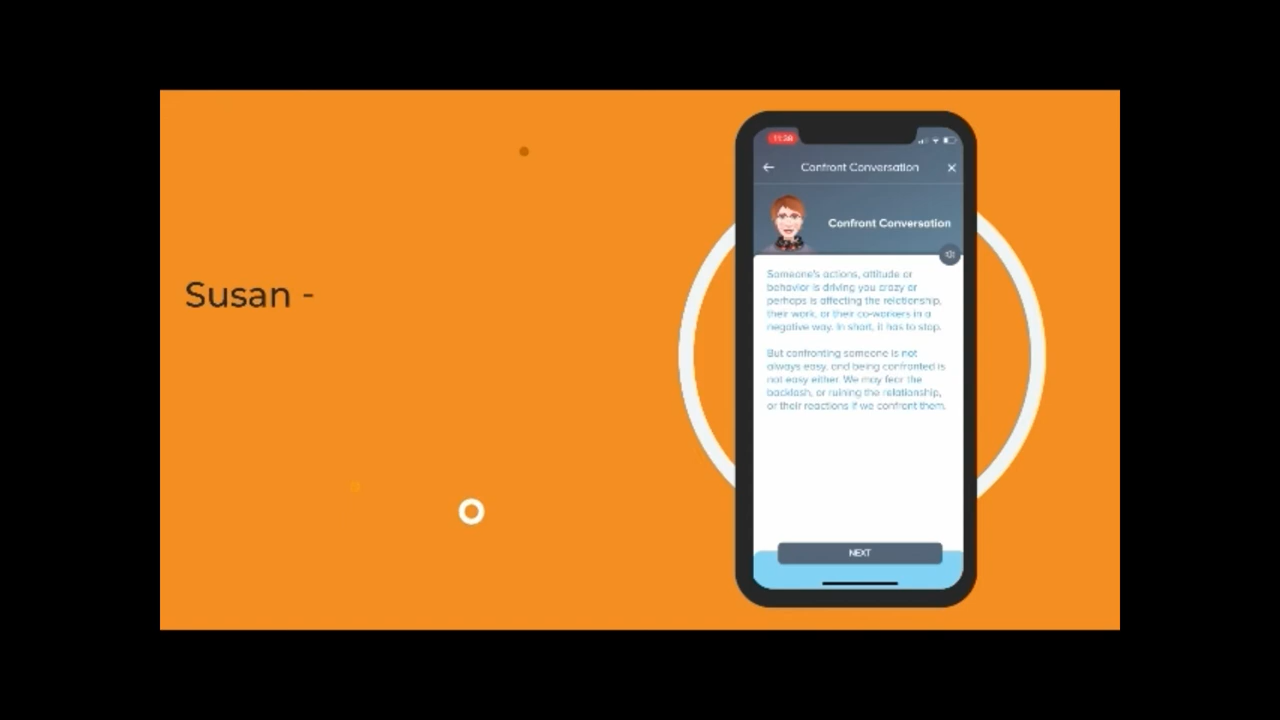 Susan -
11:38
Confront Conversation
Confront Conversation
Someone's actions, attitude or
behavior is driving you crazy or
perhaps is affecting the relationship,
their work, or their co-workers in a
negative way. In short, it has to stop.
But confronting someone is not
always easy, and being confronted is
not easy either. We may fear the
backlash, or ruining the relationship,
or their reactions if we confront them.
NEXT